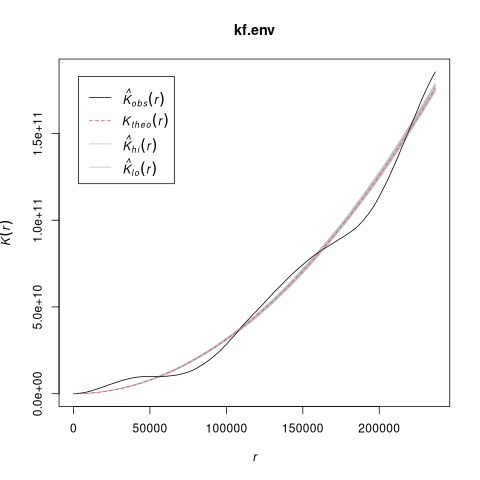 kf.env
K̂obs(r)
Ktheo(r)
K̂hi(r)
K̂lo(r)
K(r)
1.5e+11
1.0e+11
5.0e+10
0.0e+00
0 50000 100000 150000 200000
r